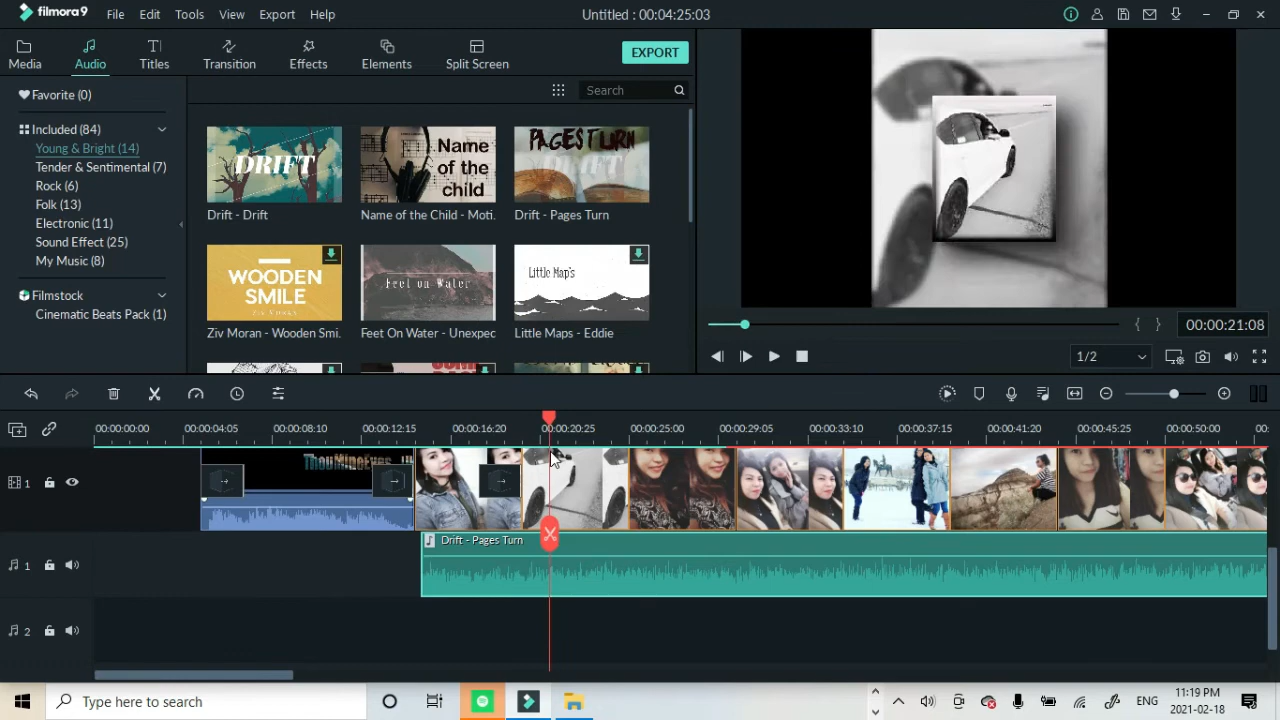 filmora9 File Edit Tools View Export Help Untitled : 00:04:25:03
Media Audio Titles Transition Effects Elements Split Screen EXPORT
Favorite (0)
Included (84)
Young & Bright (14)
Tender & Sentimental (7)
Rock (6)
Folk (13)
Electronic (11)
Sound Effect (25)
My Music (8)
Filmstock
Cinematic Beats Pack (1)
Search
DRIFT
Name
of the
child
PAGES TURN
DRIFT
Drift - Drift Name of the Child - Moti. Drift - Pages Turn
WOODEN
SMILE
ZIV MORAN
Feet on Water
Little Map's
Ziv Moran - Wooden Smi. Feet On Water - Unexpec Little Maps - Eddie
00:00:21:08
1/2
00:00:00:00 00:00:04:05 00:00:08:10 00:00:12:15 00:00:16:20 00:00:20:25 00:00:25:00 00:00:29:05 00:00:33:10 00:00:37:15 00:00:41:20 00:00:45:25 00:00:50:00 00:
1
ThouMineEyes
1 Drift - Pages Turn
2
Type here to search
ENG
11:19 PM
2021-02-18